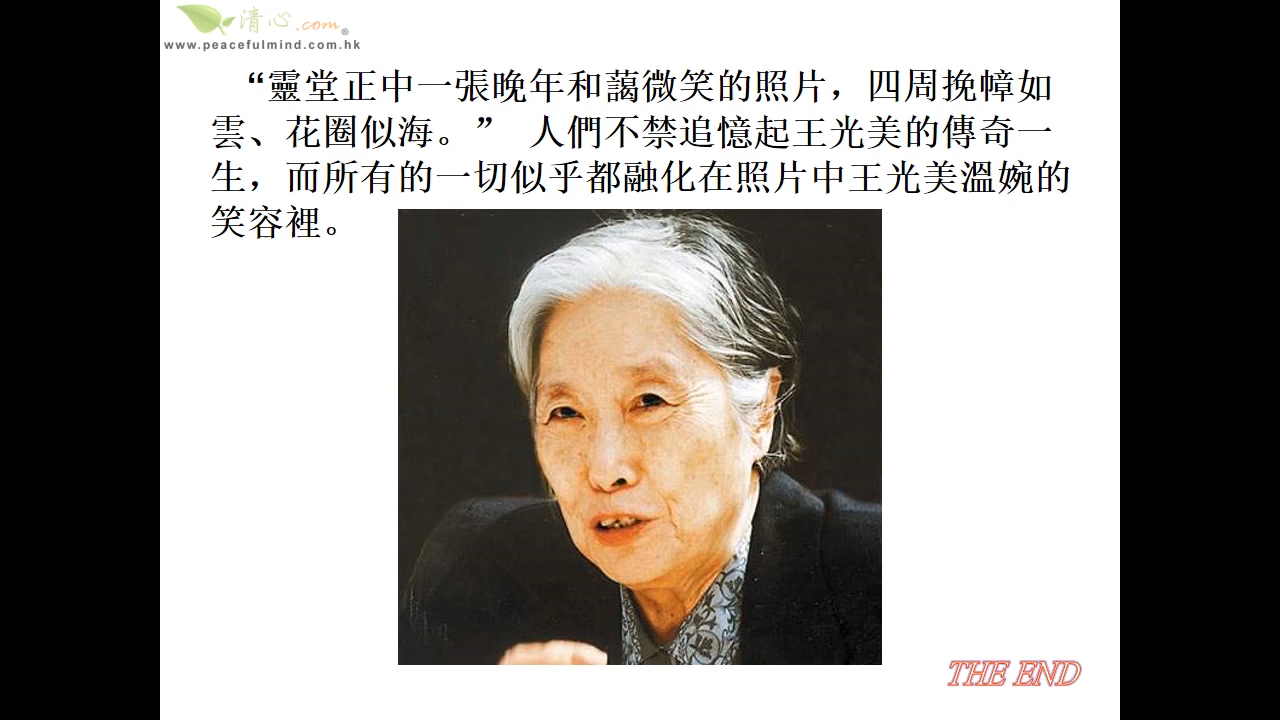 清心.com®
www.peacefulmind.com.hk
“靈堂正中一張晚年和藹微笑的照片，四周挽幛如
雲、花圈似海。” 人們不禁追憶起王光美的傳奇一
生，而所有的一切似乎都融化在照片中王光美溫婉的
笑容裡。
THE END